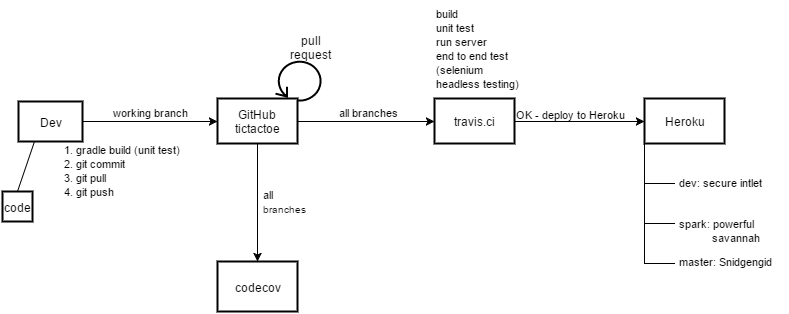 build
unit test
run server
end to end test
(selenium
headless testing)
pull
request
Dev
working branch
GitHub
tictactoe
all branches
travis.ci
OK - deploy to Heroku
Heroku
1. gradle build (unit test)
2. git commit
3. git pull
4. git push
code
all
branches
dev: secure intlet
spark: powerful
savannah
master: Snidgengid
codecov